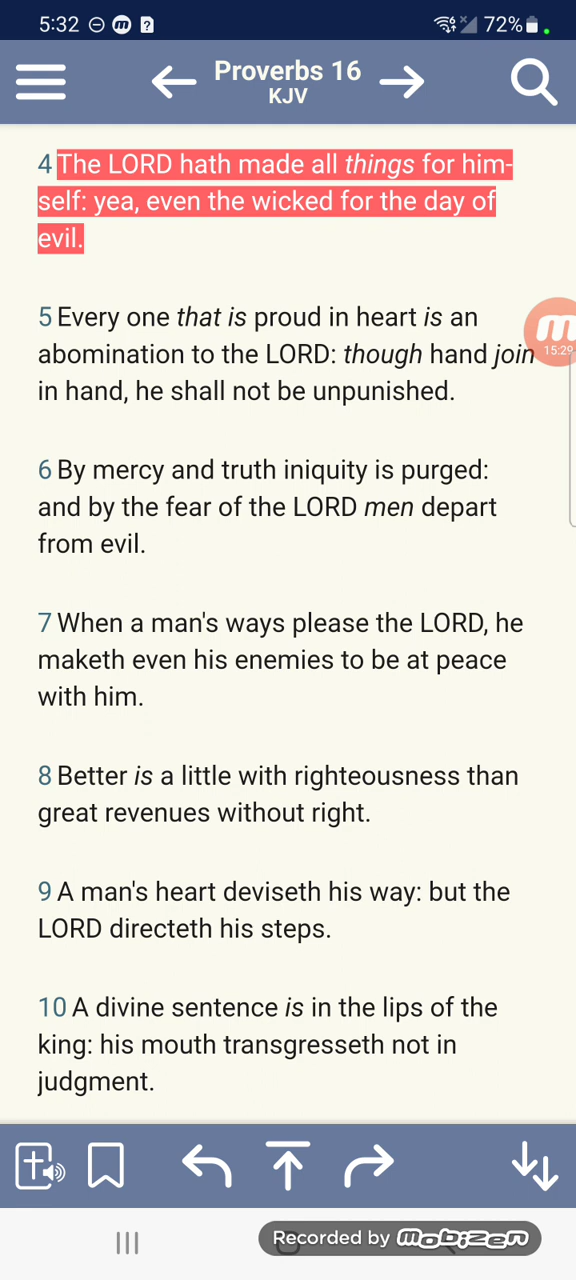 5:32 72%
Proverbs 16
KJV
4 The LORD hath made all things for him-
self: yea, even the wicked for the day of
evil.
5 Every one that is proud in heart is an
abomination to the LORD: though hand join
in hand, he shall not be unpunished.
15:29
6 By mercy and truth iniquity is purged:
and by the fear of the LORD men depart
from evil.
7 When a man's ways please the LORD, he
maketh even his enemies to be at peace
with him.
8 Better is a little with righteousness than
great revenues without right.
9 A man's heart deviseth his way: but the
LORD directeth his steps.
10 A divine sentence is in the lips of the
king: his mouth transgresseth not in
judgment.
Recorded by mobizen